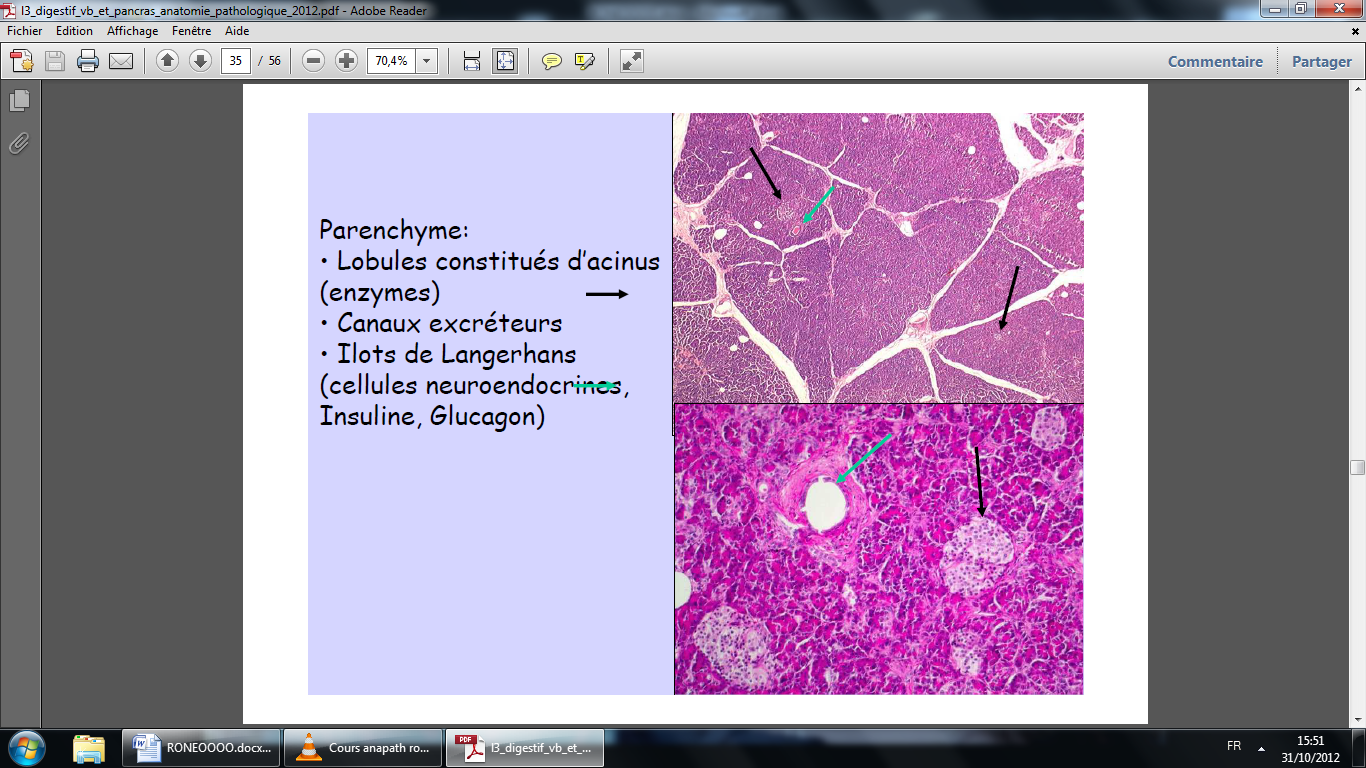 l3_digestif_vb_et_pancras_anatomie_pathologique_2012.pdf - Adobe Reader
Fichier Edition Affichage Fenêtre Aide
35 / 56 70,4% Commentaire Partager
Parenchyme:
• Lobules constitués d'acinus
(enzymes)
• Canaux excréteurs
• Ilots de Langerhans
(cellules neuroendocrines,
Insuline, Glucagon)
RONEOOOO.docx... Cours anapath ro... l3_digestif_vb_et_... FR 15:51
31/10/2012